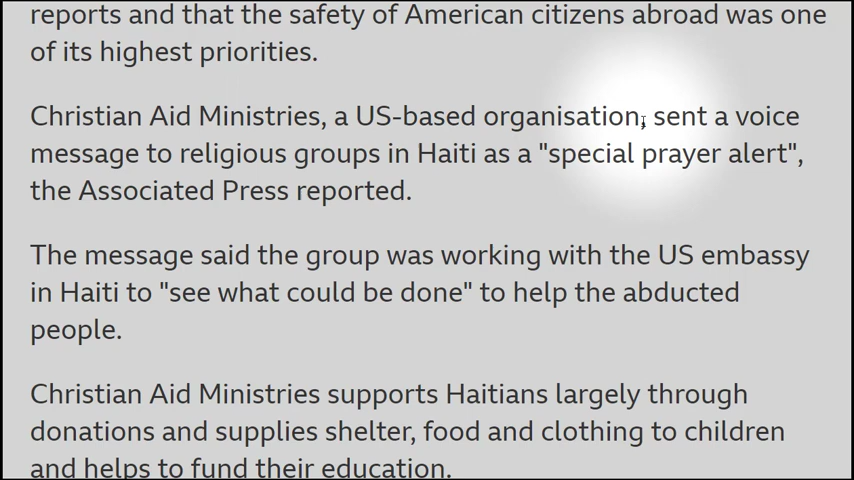 reports and that the safety of American citizens abroad was one
of its highest priorities.
Christian Aid Ministries, a US-based organisation, sent a voice
message to religious groups in Haiti as a "special prayer alert",
the Associated Press reported.
The message said the group was working with the US embassy
in Haiti to "see what could be done" to help the abducted
people.
Christian Aid Ministries supports Haitians largely through
donations and supplies shelter, food and clothing to children
and helps to fund their education.